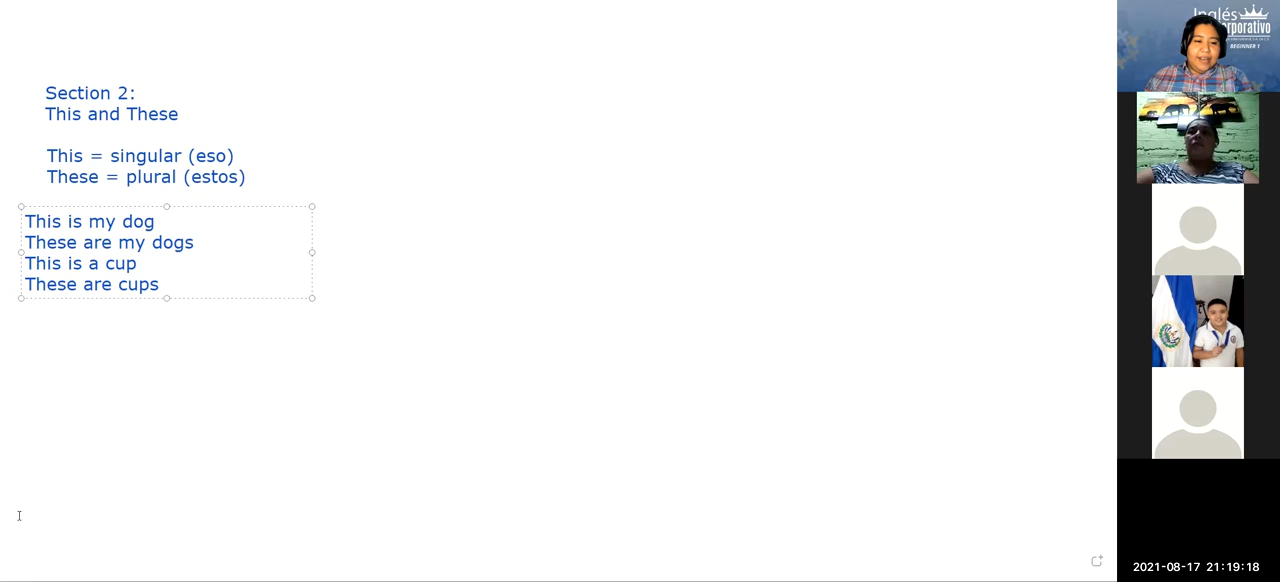 Section 2:
This and These
This = singular (eso)
These = plural (estos)
This is my dog
These are my dogs
This is a cup
These are cups
Inglés
BEGINNER 1
2021-08-17 21:19:18